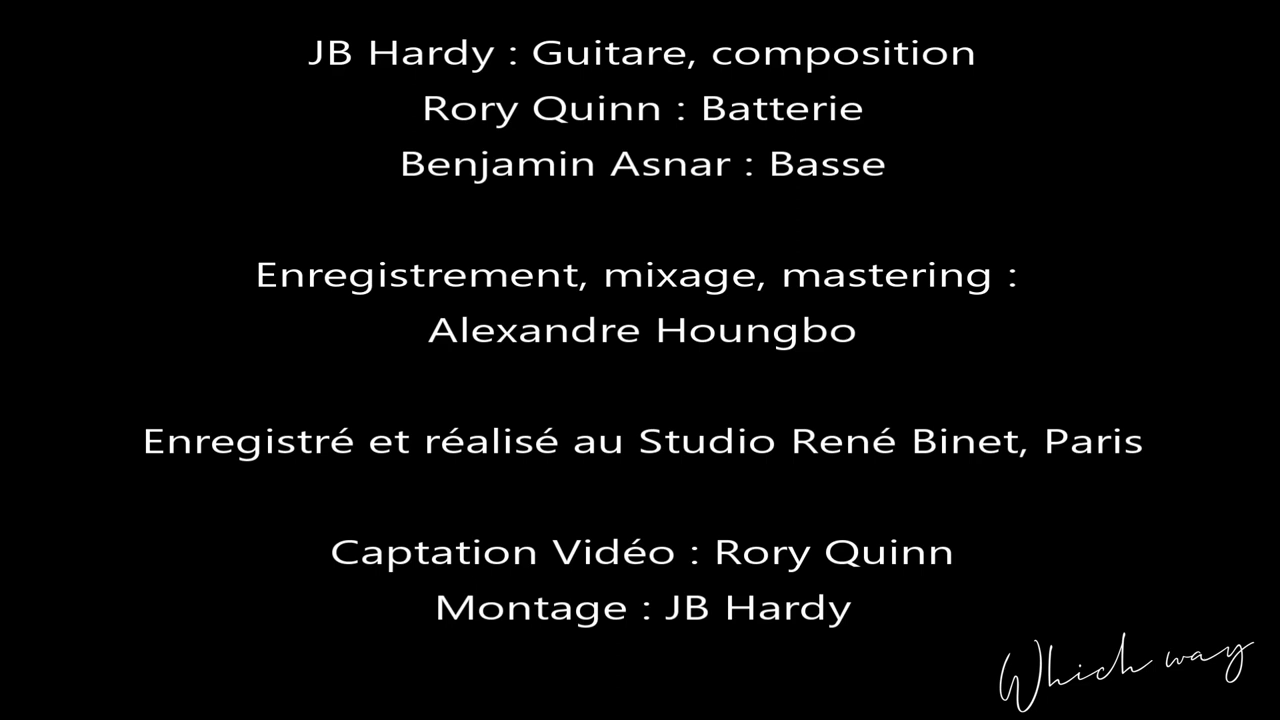 JB Hardy : Guitare, composition
Rory Quinn : Batterie
Benjamin Asnar : Basse
Enregistrement, mixage, mastering :
Alexandre Houngbo
Enregistré et réalisé au Studio René Binet, Paris
Captation Vidéo : Rory Quinn
Montage : JB Hardy
Which way